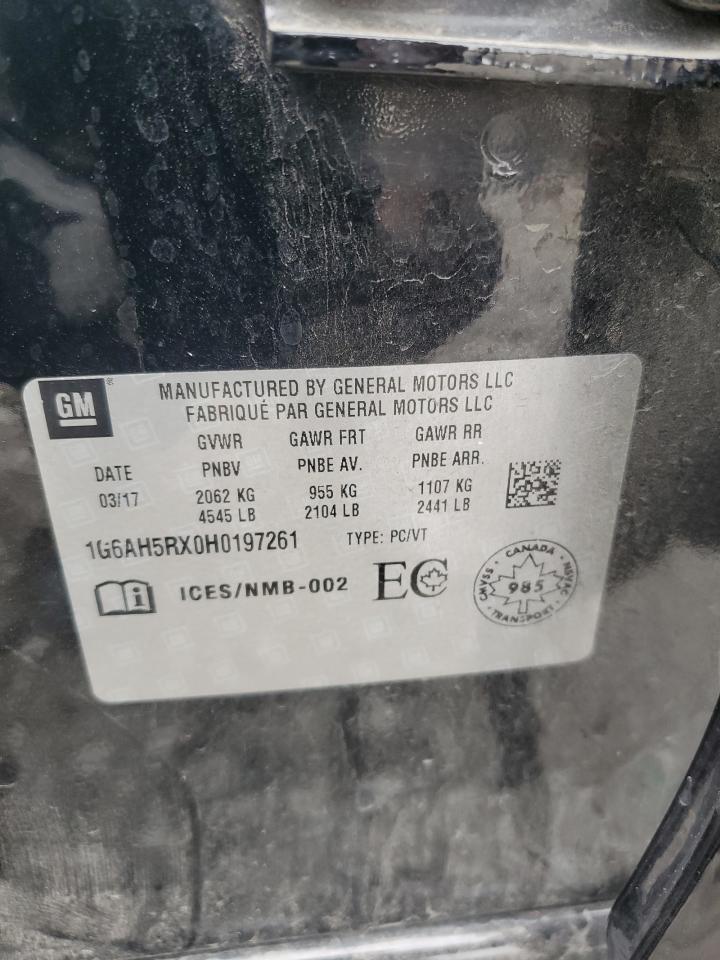 GM ®
MANUFACTURED BY GENERAL MOTORS LLC
FABRIQUÉ PAR GENERAL MOTORS LLC
GVWR GAWR FRT GAWR RR
DATE PNBV PNBE AV. PNBE ARR.
03/17 2062 KG 955 KG 1107 KG
4545 LB 2104 LB 2441 LB
1G6AH5RX0H0197261 TYPE: PC/VT
i ICES/NMB-002 EC
CANADA
CMVSS 985 NSVAC
TRANSPORT